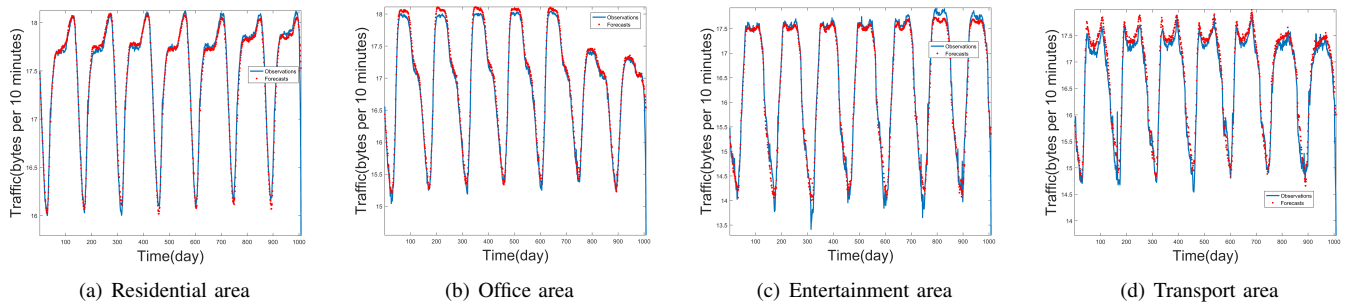 18
17.5
17
16.5
16
100 200 300 400 500 600 700 800 900 1000
Traffic(bytes per 10 minutes)
Time(day)
Observations
Forecasts
(a) Residential area
18
17.5
17
16.5
16
15.5
15
100 200 300 400 500 600 700 800 900 1000
Traffic(bytes per 10 minutes)
Time(day)
Observations
Forecasts
(b) Office area
17.5
17
16.5
16
15.5
15
14.5
14
13.5
100 200 300 400 500 600 700 800 900 1000
Traffic(bytes per 10 minutes)
Time(day)
Observations
Forecasts
(c) Entertainment area
18
17.5
17
16.5
16
15.5
15
14.5
14
100 200 300 400 500 600 700 800 900 1000
Traffic(bytes per 10 minutes)
Time(day)
Observations
Forecasts
(d) Transport area